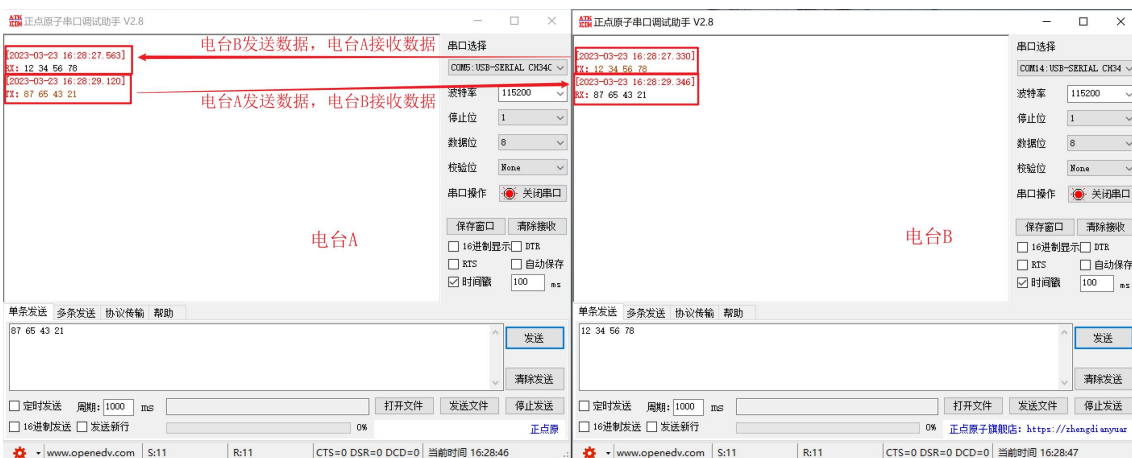 ATK XCOM 正点原子串口调试助手 V2.8
[2023-03-23 16:28:27.563]
RX: 12 34 56 78
[2023-03-23 16:28:29.120]
TX: 87 65 43 21
电台B发送数据，电台A接收数据
电台A发送数据，电台B接收数据
电台A
串口选择
COM5:USB-SERIAL CH34C
波特率 115200
停止位 1
数据位 8
校验位 None
串口操作 关闭串口
保存窗口 清除接收
16进制显示 DTR
RTS 自动保存
时间戳 100 ms
单条发送 多条发送 协议传输 帮助
87 65 43 21
发送
清除发送
定时发送 周期: 1000 ms 打开文件 发送文件 停止发送
16进制发送 发送新行 0% 正点原
www.openedv.com S:11 R:11 CTS=0 DSR=0 DCD=0 当前时间 16:28:46
ATK XCOM 正点原子串口调试助手 V2.8
[2023-03-23 16:28:27.330]
TX: 12 34 56 78
[2023-03-23 16:28:29.346]
RX: 87 65 43 21
电台B
串口选择
COM14:USB-SERIAL CH34
波特率 115200
停止位 1
数据位 8
校验位 None
串口操作 关闭串口
保存窗口 清除接收
16进制显示 DTR
RTS 自动保存
时间戳 100 ms
单条发送 多条发送 协议传输 帮助
12 34 56 78
发送
清除发送
定时发送 周期: 1000 ms 打开文件 发送文件 停止发送
16进制发送 发送新行 0% 正点原子旗舰店: https://zhengdianyuar
www.openedv.com S:11 R:11 CTS=0 DSR=0 DCD=0 当前时间 16:28:47